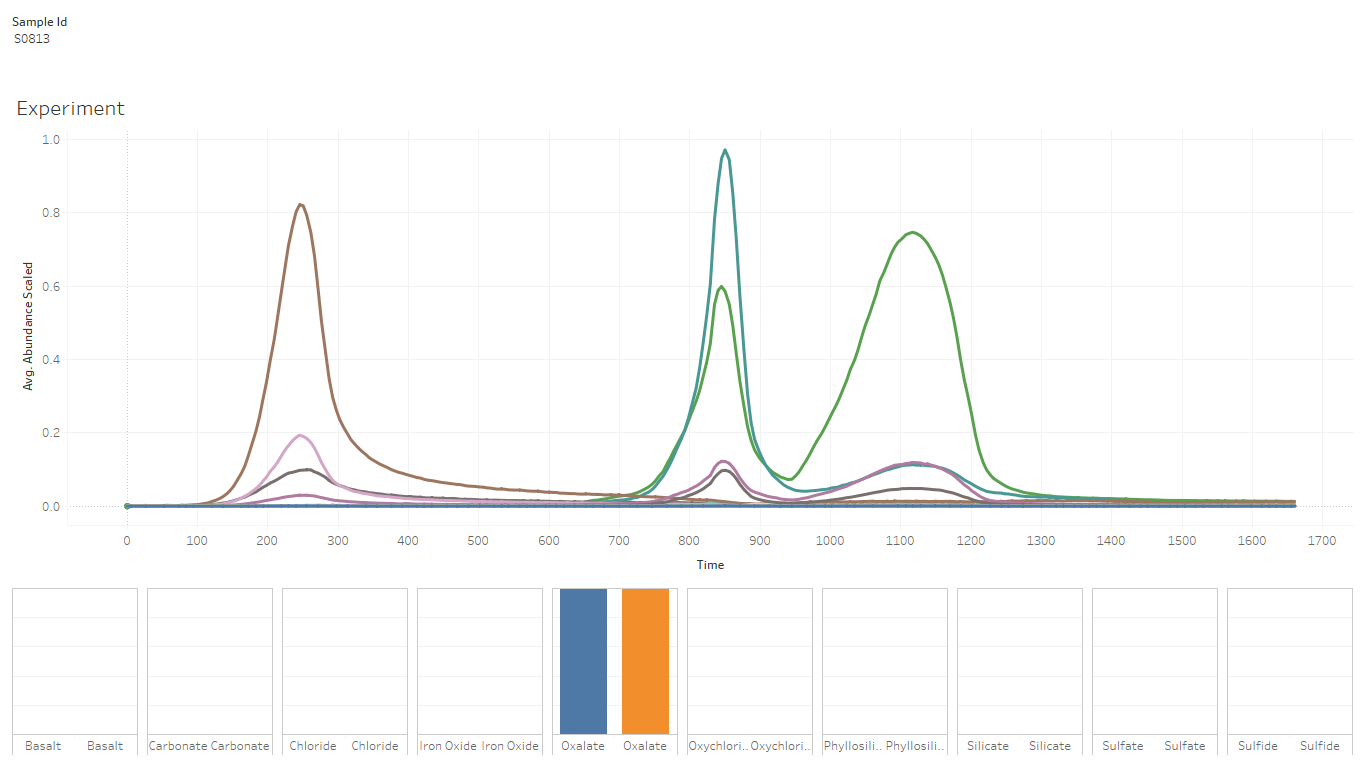 Sample Id
S0813
Experiment
Avg. Abundance Scaled
1.0
0.8
0.6
0.4
0.2
0.0
0 100 200 300 400 500 600 700 800 900 1000 1100 1200 1300 1400 1500 1600 1700
Time
Basalt Basalt Carbonate Carbonate Chloride Chloride Iron Oxide Iron Oxide Oxalate Oxalate Oxychlori.. Oxychlori.. Phyllosili.. Phyllosili.. Silicate Silicate Sulfate Sulfate Sulfide Sulfide